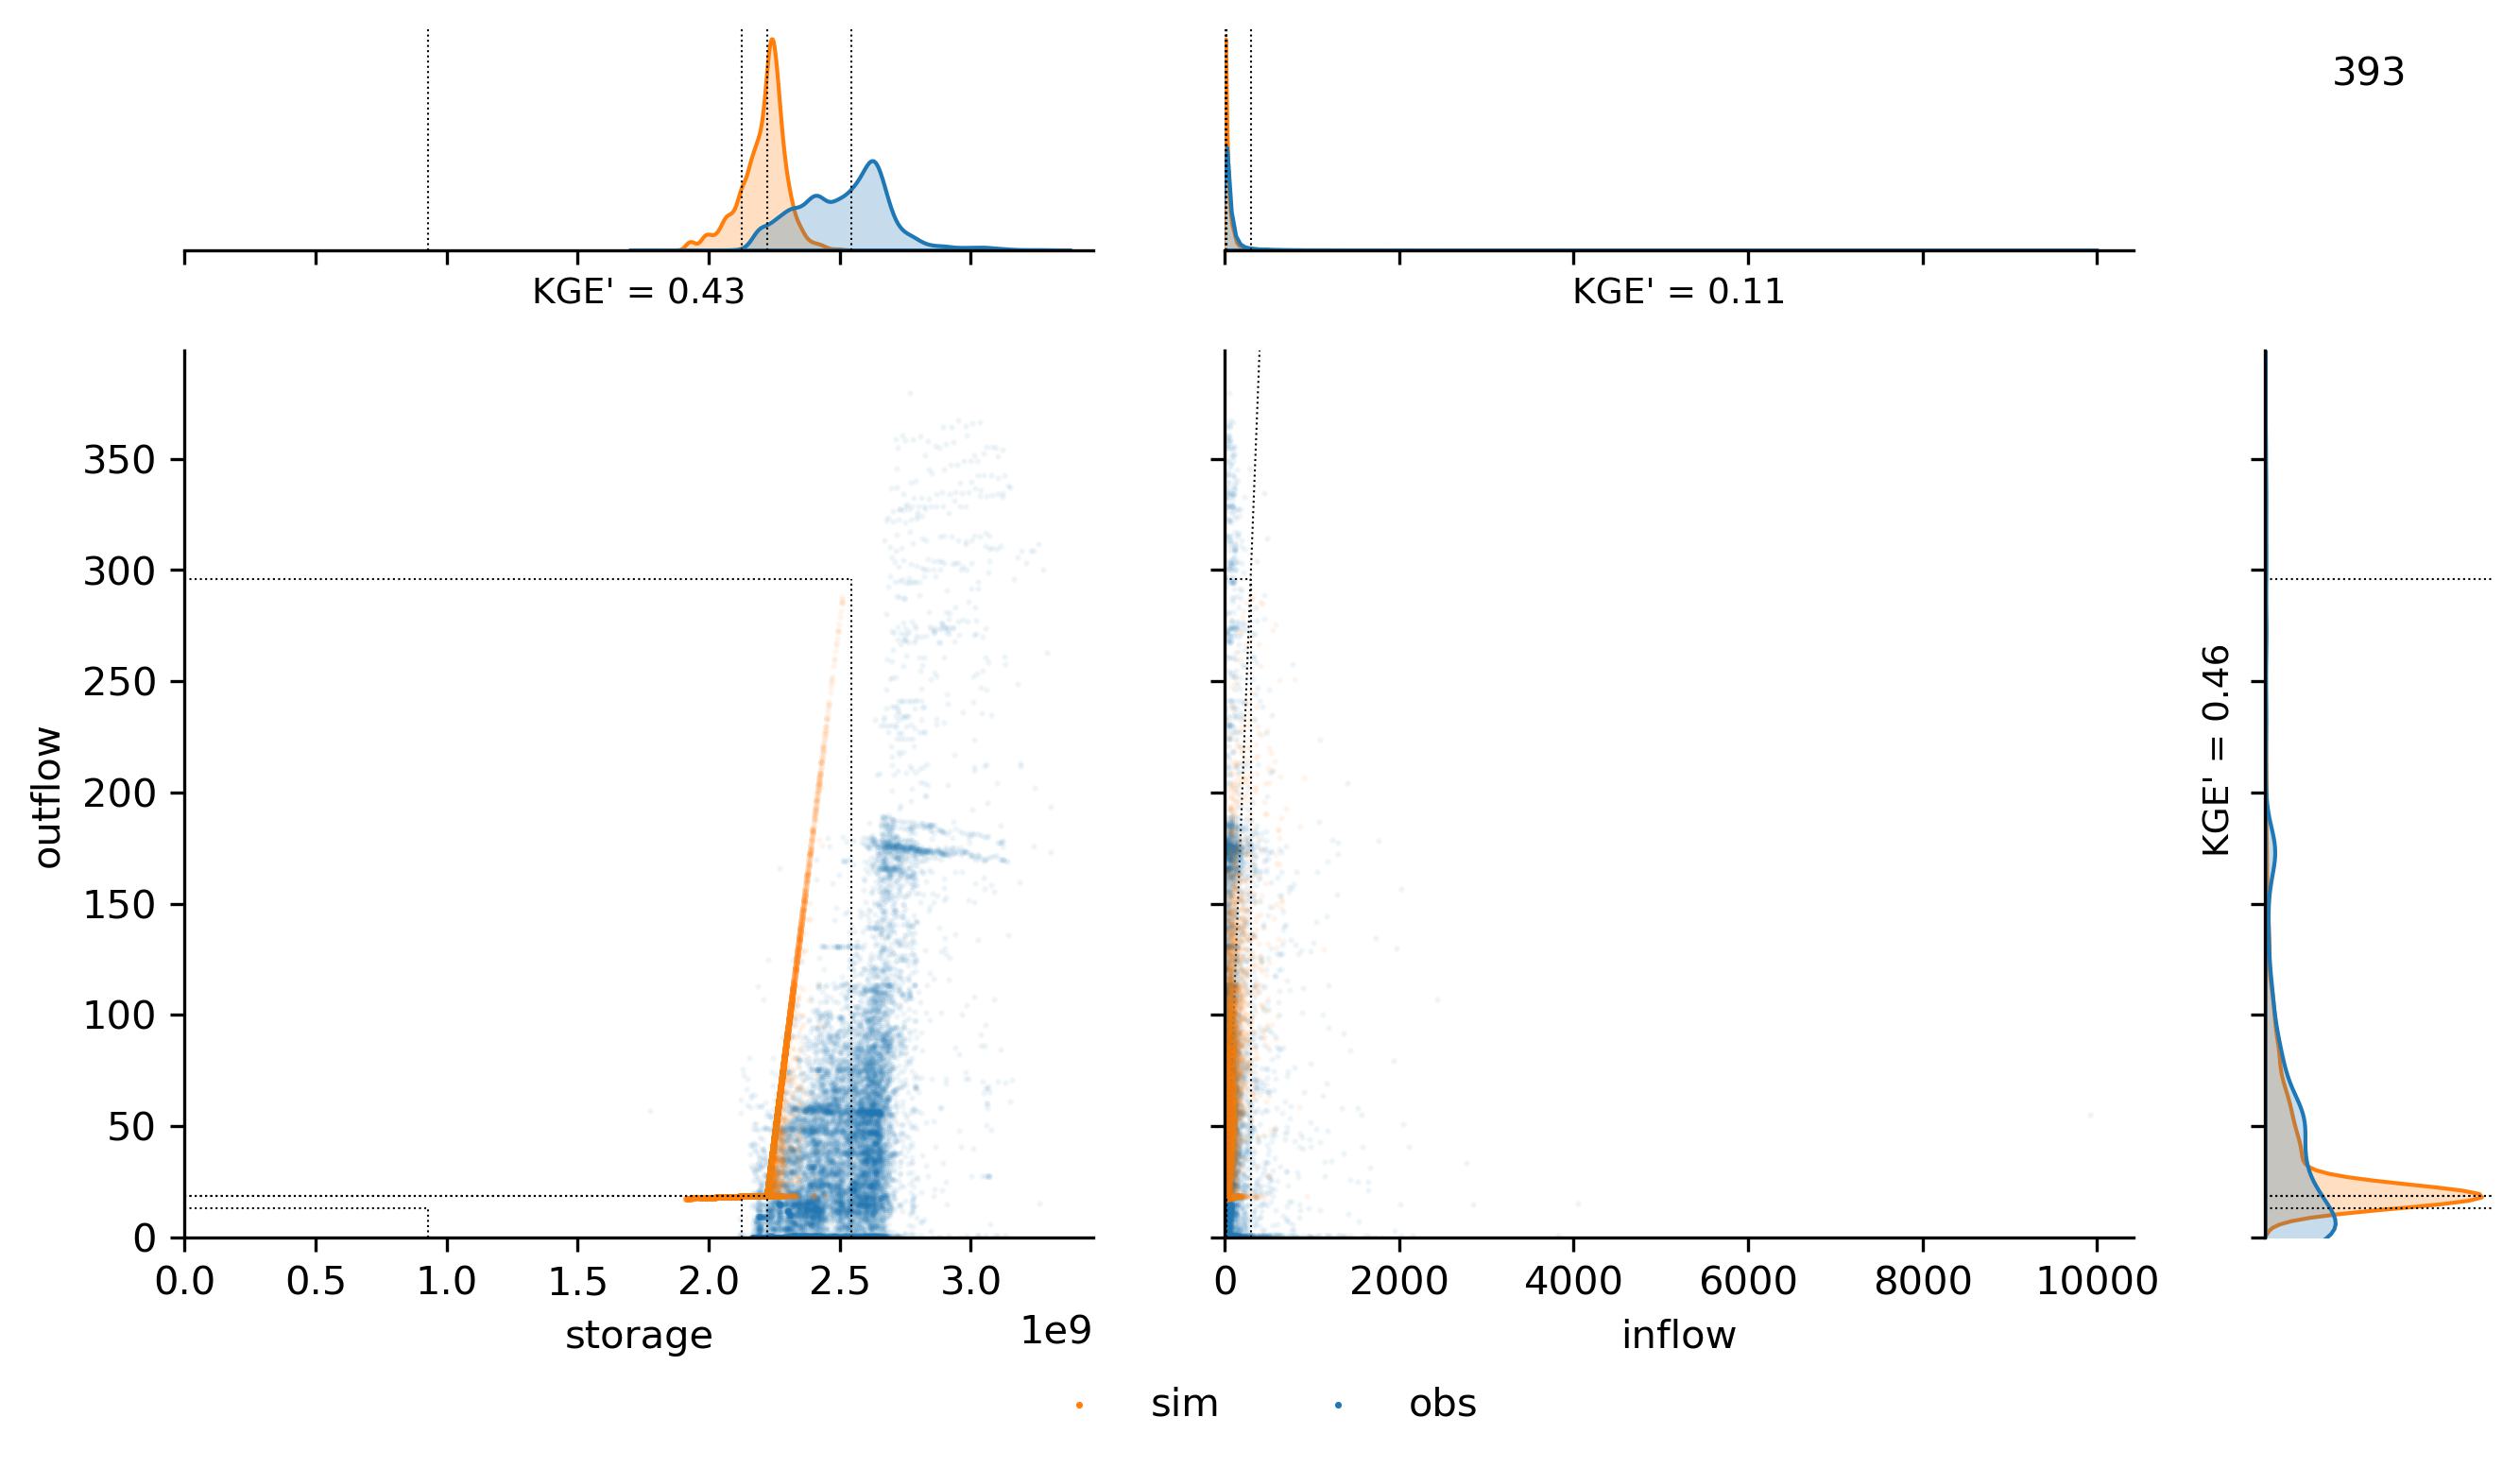 393
KGE' = 0.43
KGE' = 0.11
350
300
250
200
150
100
50
0
outflow
KGE' = 0.46
0.0 0.5 1.0 1.5 2.0 2.5 3.0
0 2000 4000 6000 8000 10000
storage
1e9
inflow
sim obs